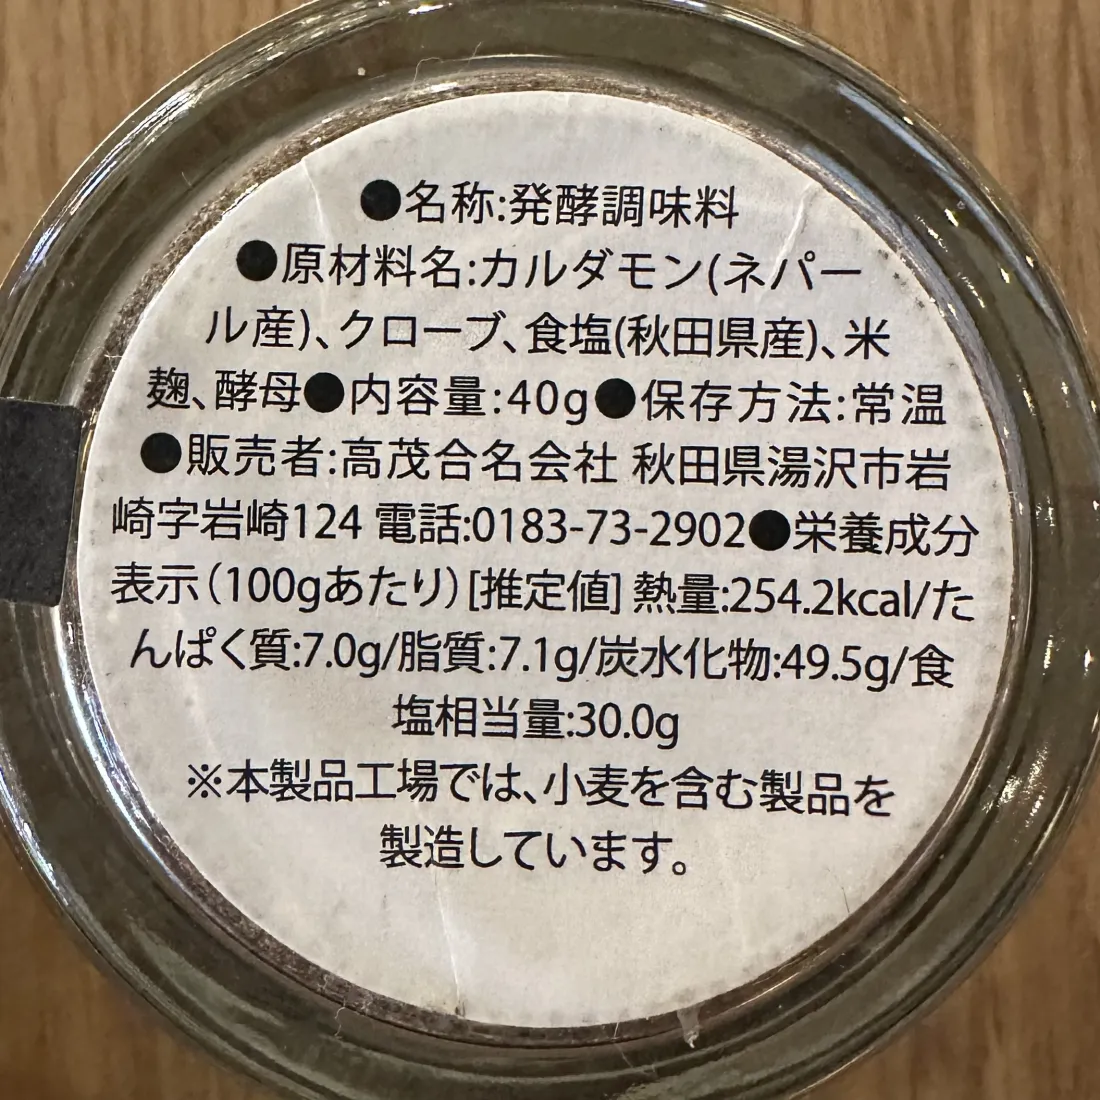 ●名称:発酵調味料
●原材料名:カルダモン(ネパー
ル産)、クローブ、食塩(秋田県産)、米
麹、酵母●内容量:40g●保存方法:常温
●販売者:高茂合名会社 秋田県湯沢市岩
崎字岩崎124 電話:0183-73-2902●栄養成分
表示(100gあたり)[推定値] 熱量:254.2kcal/た
んぱく質:7.0g/脂質:7.1g/炭水化物:49.5g/食
塩相当量:30.0g
※本製品工場では、小麦を含む製品を
製造しています。